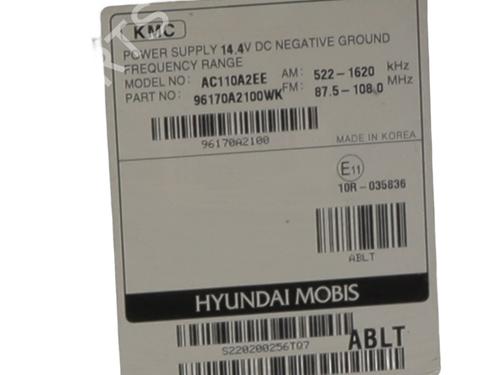 KMC
POWER SUPPLY 14.4V DC NEGATIVE GROUND
FREQUENCY RANGE
MODEL NO : AC110A2EE AM: 522-1620 kHz
PART NO : 96170A2100WK FM: 87.5-108.0 MHz
96170A2100
MADE IN KOREA
E11
10R-035836
ABLT
HYUNDAI MOBIS
S220200256TQ7
ABLT